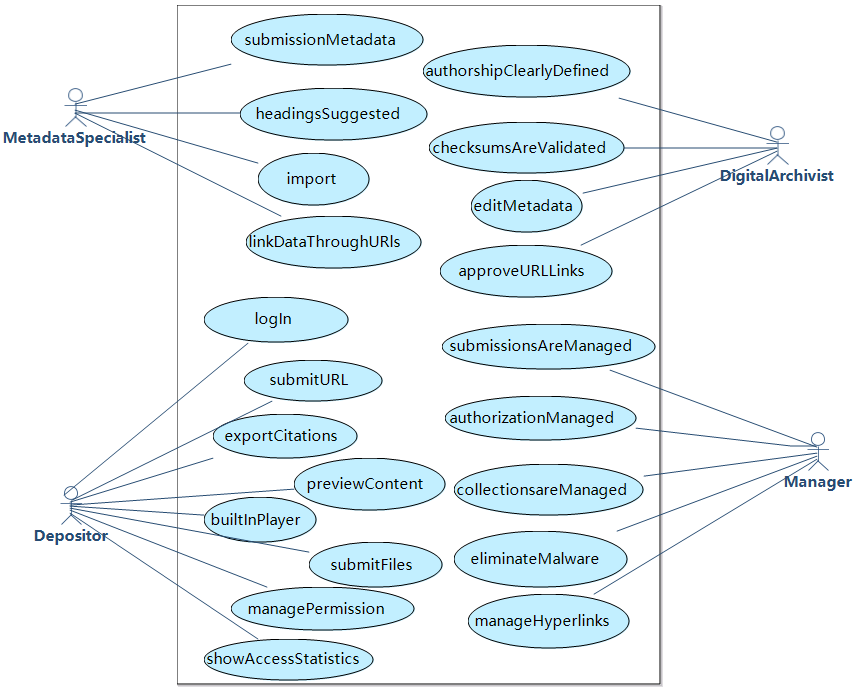 submissionMetadata
authorshipClearlyDefined
headingsSuggested
MetadataSpecialist
checksumsAreValidated
import
DigitalArchivist
editMetadata
linkDataThroughURIs
approveURLLinks
logIn
submissionsAreManaged
submitURL
authorizationManaged
exportCitations
previewContent
collectionsareManaged
Manager
builtInPlayer
Depositor
submitFiles
eliminateMalware
managePermission
manageHyperlinks
showAccessStatistics